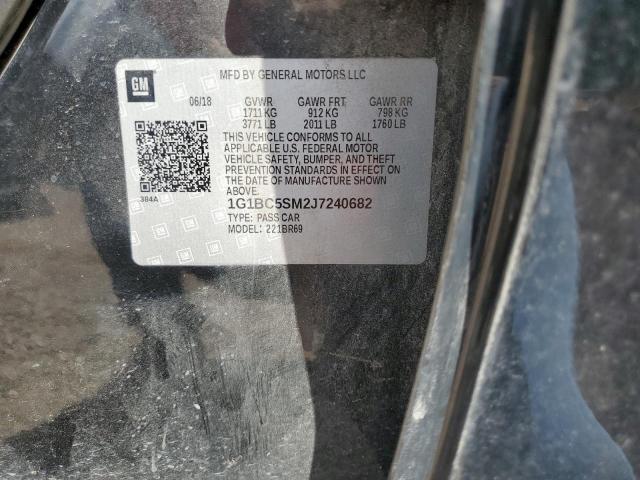 GM
MFD BY GENERAL MOTORS LLC
06/18 GVWR GAWR FRT GAWR RR
1711 KG 912 KG 798 KG
3771 LB 2011 LB 1760 LB
THIS VEHICLE CONFORMS TO ALL
APPLICABLE U.S. FEDERAL MOTOR
VEHICLE SAFETY, BUMPER, AND THEFT
PREVENTION STANDARDS IN EFFECT ON
THE DATE OF MANUFACTURE SHOWN
ABOVE.
384A
1G1BC5SM2J7240682
TYPE: PASS CAR
MODEL: 221BR69